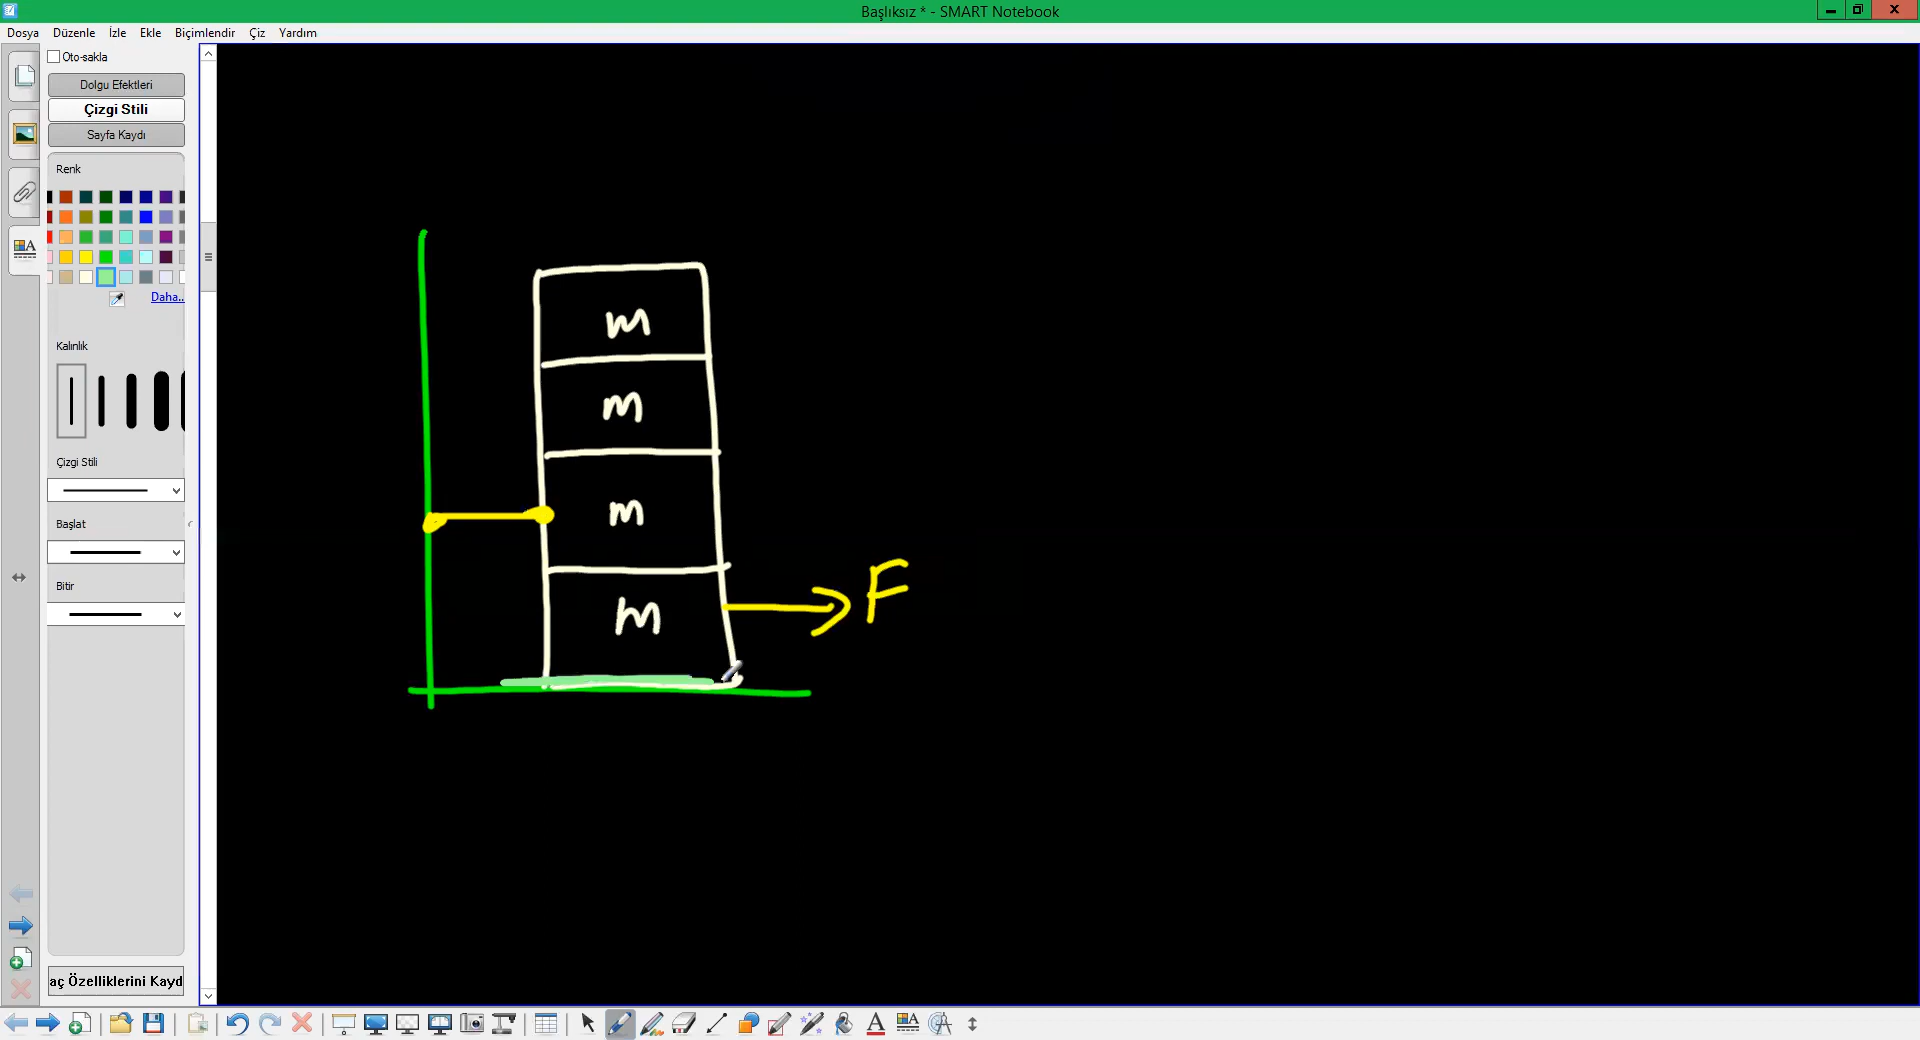 Başlıksız * - SMART Notebook
Dosya Düzenle İzle Ekle Biçimlendir Çiz Yardım
Oto-sakla
Dolgu Efektleri
Çizgi Stili
Sayfa Kaydı
Renk
Daha..
Kalınlık
Çizgi Stili
Başlat
Bitir
aç Özelliklerini Kayd
m
m
m
F
m